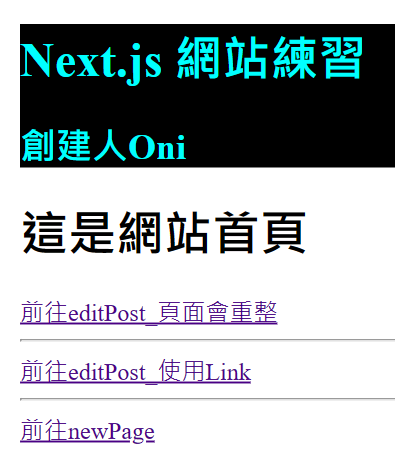 Next.js 網站練習
創建人Oni
這是網站首頁
前往editPost_頁面會重整
前往editPost_使用Link
前往newPage